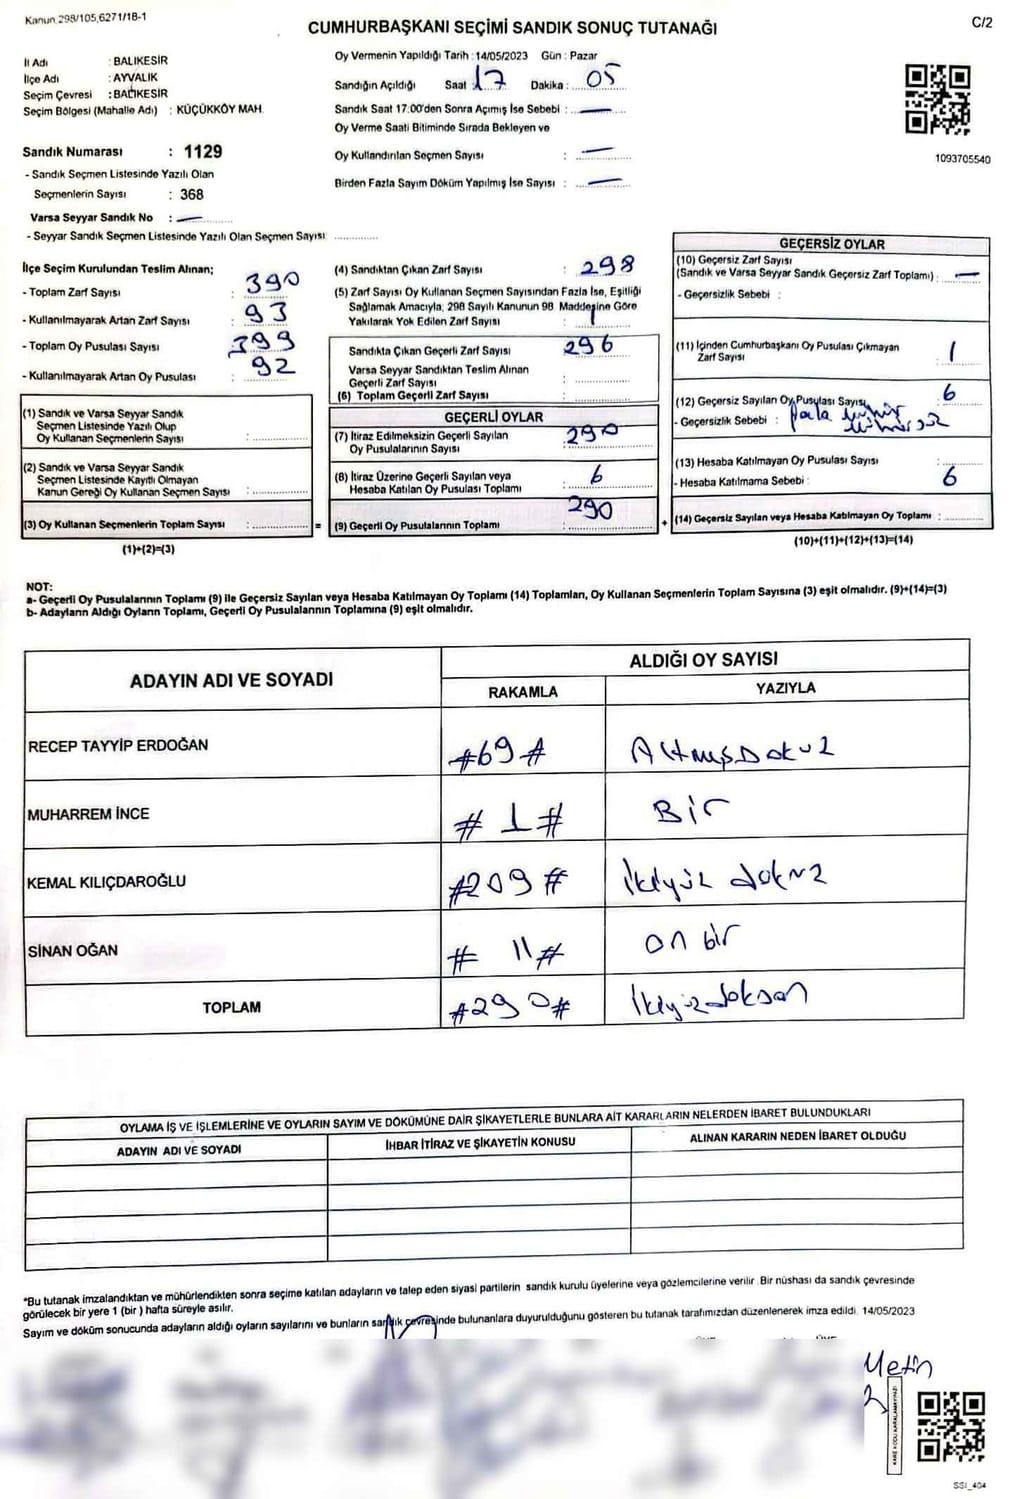 Kanun 298/105,6271/18-1
CUMHURBAŞKANI SEÇİMİ SANDIK SONUÇ TUTANAĞI
C/2
İl Adı : BALIKESİR
İlçe Adı : AYVALIK
Seçim Çevresi : BALIKESİR
Seçim Bölgesi (Mahalle Adı) : KÜÇÜKKÖY MAH.
Sandık Numarası : 1129
- Sandık Seçmen Listesinde Yazılı Olan
Seçmenlerin Sayısı : 368
Varsa Seyyar Sandık No : —
- Seyyar Sandık Seçmen Listesinde Yazılı Olan Seçmen Sayısı:
Oy Vermenin Yapıldığı Tarih : 14/05/2023 Gün : Pazar
Sandığın Açıldığı Saat : 17 Dakika : 05
Sandık Saat 17:00'den Sonra Açımış İse Sebebi : —
Oy Verme Saati Bitiminde Sırada Bekleyen ve
Oy Kullandırılan Seçmen Sayısı : —
Birden Fazla Sayım Döküm Yapılmış İse Sayısı : —
1093705540
İlçe Seçim Kurulundan Teslim Alınan;
- Toplam Zarf Sayısı : 390
- Kullanılmayarak Artan Zarf Sayısı : 93
- Toplam Oy Pusulası Sayısı : 399
- Kullanılmayarak Artan Oy Pusulası : 92
(1) Sandık ve Varsa Seyyar Sandık
Seçmen Listesinde Yazılı Olup
Oy Kullanan Seçmenlerin Sayısı :
(2) Sandık ve Varsa Seyyar Sandık
Seçmen Listesinde Kayıtlı Olmayan
Kanun Gereği Oy Kullanan Seçmen Sayısı :
(3) Oy Kullanan Seçmenlerin Toplam Sayısı : =
(1)+(2)=(3)
(4) Sandıktan Çıkan Zarf Sayısı : 298
(5) Zarf Sayısı Oy Kullanan Seçmen Sayısından Fazla İse, Eşitliği
Sağlamak Amacıyla, 298 Sayılı Kanunun 98. Maddesine Göre
Yakılarak Yok Edilen Zarf Sayısı : 1
Sandıkta Çıkan Geçerli Zarf Sayısı : 296
Varsa Seyyar Sandıktan Teslim Alınan
Geçerli Zarf Sayısı :
(6) Toplam Geçerli Zarf Sayısı :
GEÇERLİ OYLAR
(7) İtiraz Edilmeksizin Geçerli Sayılan
Oy Pusulalarının Sayısı : 290
(8) İtiraz Üzerine Geçerli Sayılan veya
Hesaba Katılan Oy Pusulası Toplamı : 6
(9) Geçerli Oy Pusulalarının Toplamı : 290 +
GEÇERSİZ OYLAR
(10) Geçersiz Zarf Sayısı
(Sandık ve Varsa Seyyar Sandık Geçersiz Zarf Toplamı) : —
- Geçersizlik Sebebi :
(11) İçinden Cumhurbaşkanı Oy Pusulası Çıkmayan
Zarf Sayısı : 1
(12) Geçersiz Sayılan Oy Pusulası Sayısı : 6
- Geçersizlik Sebebi :
(13) Hesaba Katılmayan Oy Pusulası Sayısı :
- Hesaba Katılmama Sebebi : 6
(14) Geçersiz Sayılan veya Hesaba Katılmayan Oy Toplamı :
(10)+(11)+(12)+(13)=(14)
NOT:
a- Geçerli Oy Pusulalarının Toplamı (9) ile Geçersiz Sayılan veya Hesaba Katılmayan Oy Toplamı (14) Toplamları, Oy Kullanan Seçmenlerin Toplam Sayısına (3) eşit olmalıdır. (9)+(14)=(3)
b- Adayların Aldığı Oyların Toplamı, Geçerli Oy Pusulalarının Toplamına (9) eşit olmalıdır.
ADAYIN ADI VE SOYADI ALDIĞI OY SAYISI
RAKAMLA YAZIYLA
RECEP TAYYİP ERDOĞAN #69# Altmış Dokuz
MUHARREM İNCE # 1 # Bir
KEMAL KILIÇDAROĞLU #209# İkiyüz dokuz
SİNAN OĞAN # 11# on bir
TOPLAM #290# İkiyüz doksan
OYLAMA İŞ VE İŞLEMLERİNE VE OYLARIN SAYIM VE DÖKÜMÜNE DAİR ŞİKAYETLERLE BUNLARA AİT KARARLARIN NELERDEN İBARET BULUNDUKLARI
ADAYIN ADI VE SOYADI İHBAR İTİRAZ VE ŞİKAYETİN KONUSU ALINAN KARARIN NEDEN İBARET OLDUĞU
*Bu tutanak imzalandıktan ve mühürlendikten sonra seçime katılan adayların ve talep eden siyasi partilerin sandık kurulu üyelerine veya gözlemcilerine verilir. Bir nüshası da sandık çevresinde
görülecek bir yere 1 (bir) hafta süreyle asılır.
Sayım ve döküm sonucunda adayların aldığı oyların sayılarını ve bunların sandık çevresinde bulunanlara duyurulduğunu gösteren bu tutanak tarafımızdan düzenlenerek imza edildi. 14/05/2023
Metin
SSI_404